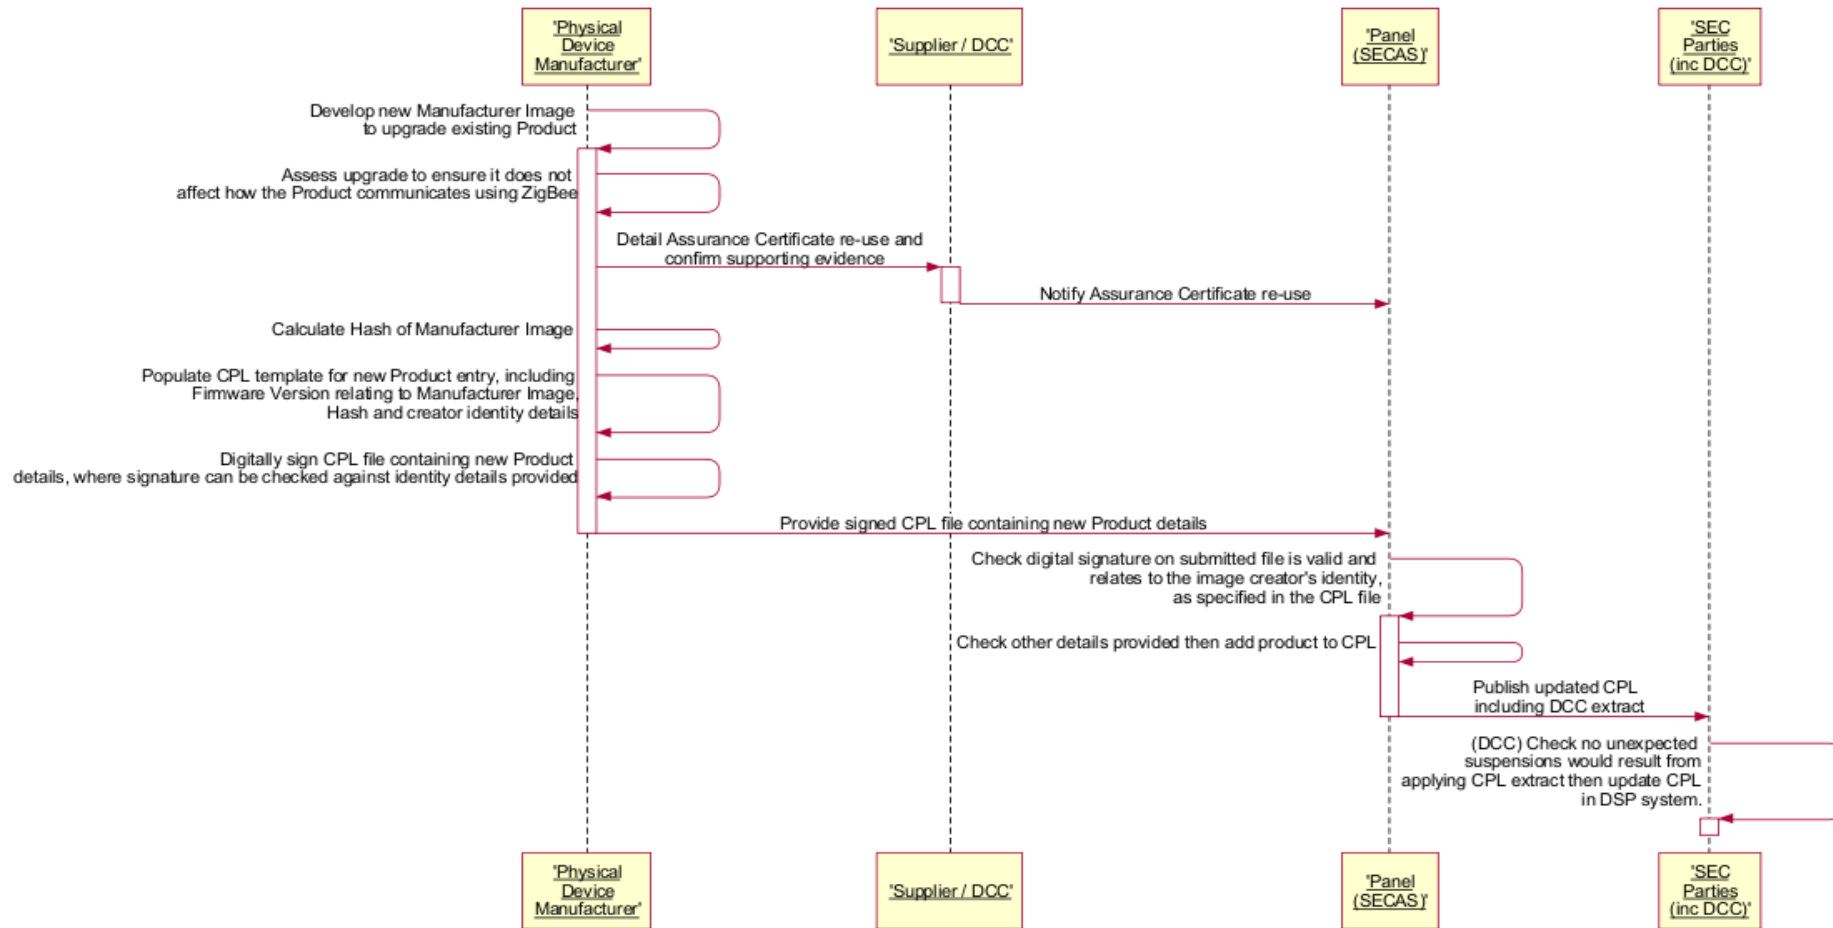 'Physical
Device
Manufacturer'
'Supplier / DCC'
'Panel
(SECAS)'
'SEC
Parties
(inc DCC)'
Develop new Manufacturer Image
to upgrade existing Product
Assess upgrade to ensure it does not
affect how the Product communicates using ZigBee
Detail Assurance Certificate re-use and
confirm supporting evidence
Notify Assurance Certificate re-use
Calculate Hash of Manufacturer Image
Populate CPL template for new Product entry, including
Firmware Version relating to Manufacturer Image,
Hash and creator identity details
Digitally sign CPL file containing new Product
details, where signature can be checked against identity details provided
Provide signed CPL file containing new Product details
Check digital signature on submitted file is valid and
relates to the image creator's identity,
as specified in the CPL file
Check other details provided then add product to CPL
Publish updated CPL
including DCC extract
(DCC) Check no unexpected
suspensions would result from
applying CPL extract then update CPL
in DSP system.
'Physical
Device
Manufacturer'
'Supplier / DCC'
'Panel
(SECAS)'
'SEC
Parties
(inc DCC)'